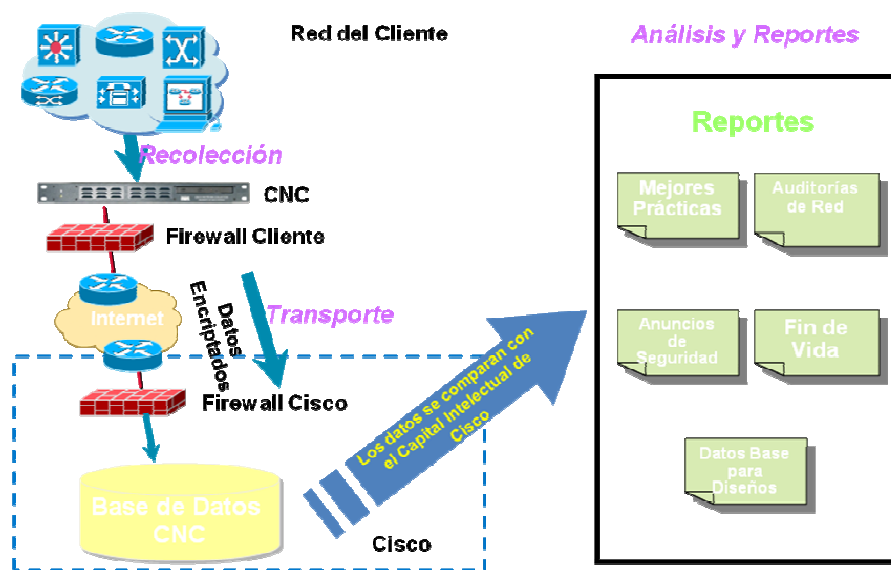 Red del Cliente
Análisis y Reportes
Recolección
CNC
Firewall Cliente
Internet
Datos
Encriptados
Transporte
Firewall Cisco
Base de Datos
CNC
Cisco
Los datos se comparan con
el Capital Intelectual de
Cisco
Reportes
Mejores
Prácticas
Auditorías
de Red
Anuncios
de
Seguridad
Fin de
Vida
Datos Base
para
Diseños